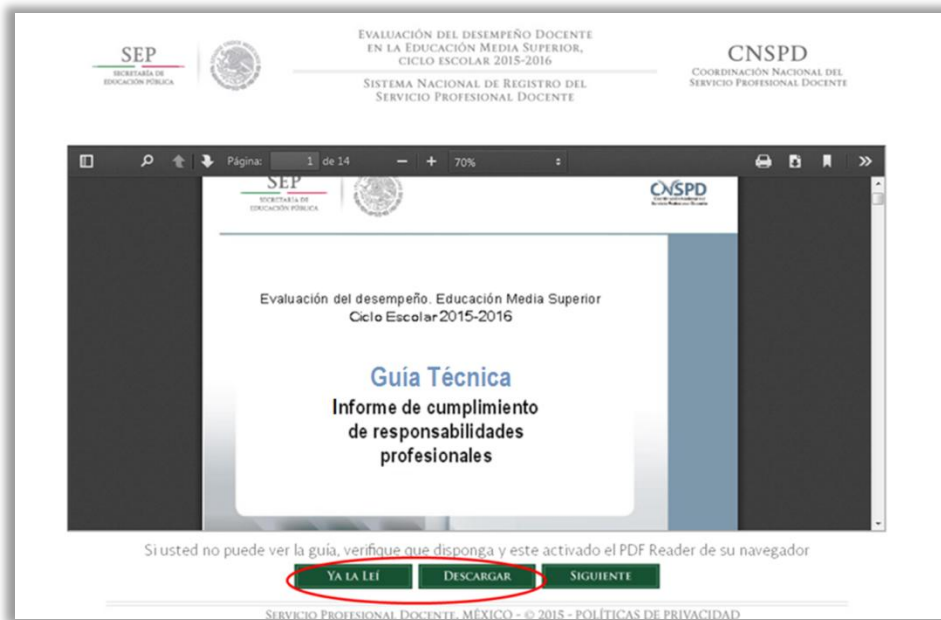 SEP
SECRETARÍA DE
EDUCACIÓN PÚBLICA
EVALUACIÓN DEL DESEMPEÑO DOCENTE
EN LA EDUCACIÓN MEDIA SUPERIOR,
CICLO ESCOLAR 2015-2016
SISTEMA NACIONAL DE REGISTRO DEL
SERVICIO PROFESIONAL DOCENTE
CNSPD
COORDINACIÓN NACIONAL DEL
SERVICIO PROFESIONAL DOCENTE
Página: 1 de 14 70%
SEP
SECRETARÍA DE
EDUCACIÓN PÚBLICA
CNSPD
Evaluación del desempeño. Educación Media Superior
Ciclo Escolar 2015-2016
Guía Técnica
Informe de cumplimiento
de responsabilidades
profesionales
Si usted no puede ver la guía, verifique que disponga y este activado el PDF Reader de su navegador
YA LA LEÍ DESCARGAR SIGUIENTE
SERVICIO PROFESIONAL DOCENTE, MÉXICO - © 2015 - POLÍTICAS DE PRIVACIDAD